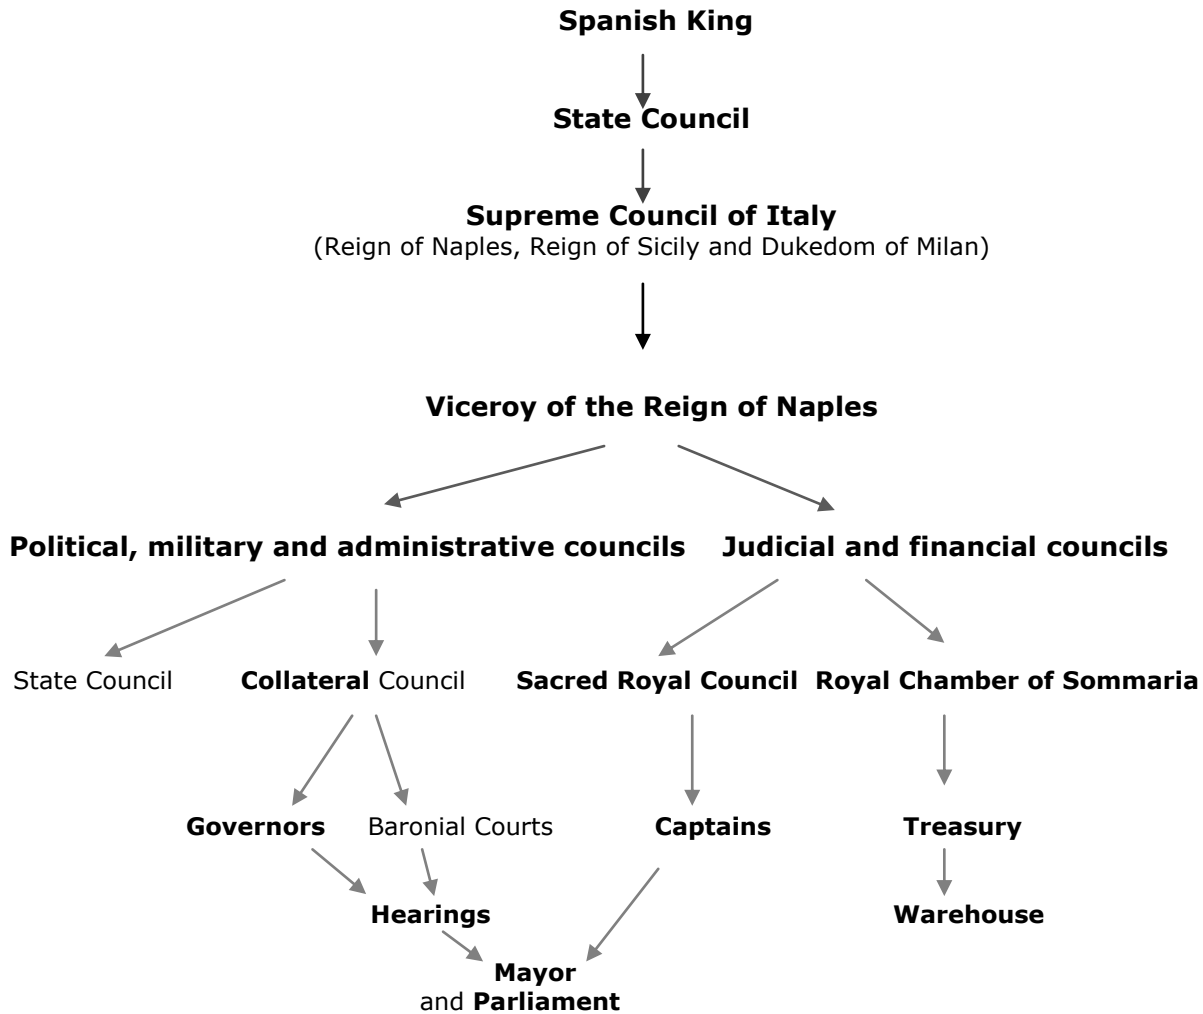 Spanish King
State Council
Supreme Council of Italy
(Reign of Naples, Reign of Sicily and Dukedom of Milan)
Viceroy of the Reign of Naples
Political, military and administrative councils
Judicial and financial councils
State Council
Collateral Council
Sacred Royal Council
Royal Chamber of Sommaria
Governors
Baronial Courts
Captains
Treasury
Hearings
Warehouse
Mayor
and Parliament